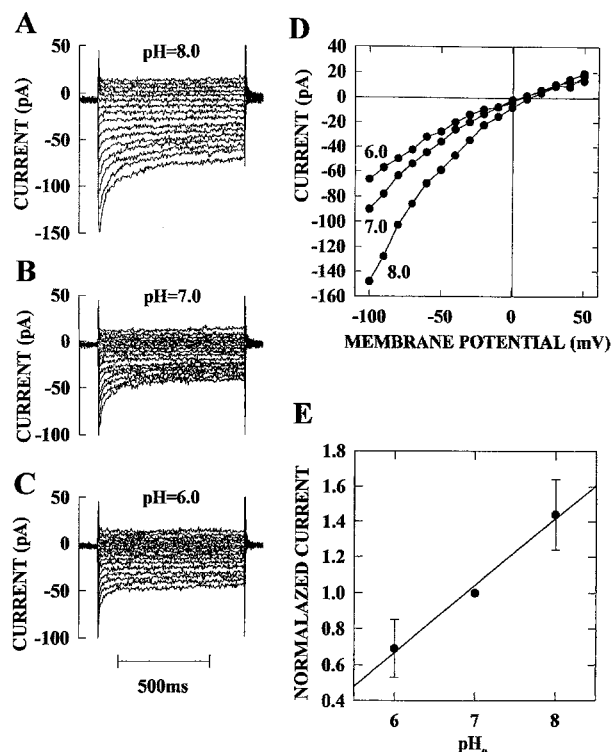 A
pH=8.0
50
0
-50
-100
-150
CURRENT (pA)
B
pH=7.0
50
0
-50
-100
CURRENT (pA)
C
pH=6.0
50
0
-50
-100
CURRENT (pA)
500ms
D
40
20
0
-20
-40
-60
-80
-100
-120
-140
-160
CURRENT (pA)
6.0
7.0
8.0
-100
-50
0
50
MEMBRANE POTENTIAL (mV)
E
1.8
1.6
1.4
1.2
1.0
0.8
0.6
0.4
NORMALAZED CURRENT
6
7
8
pHo